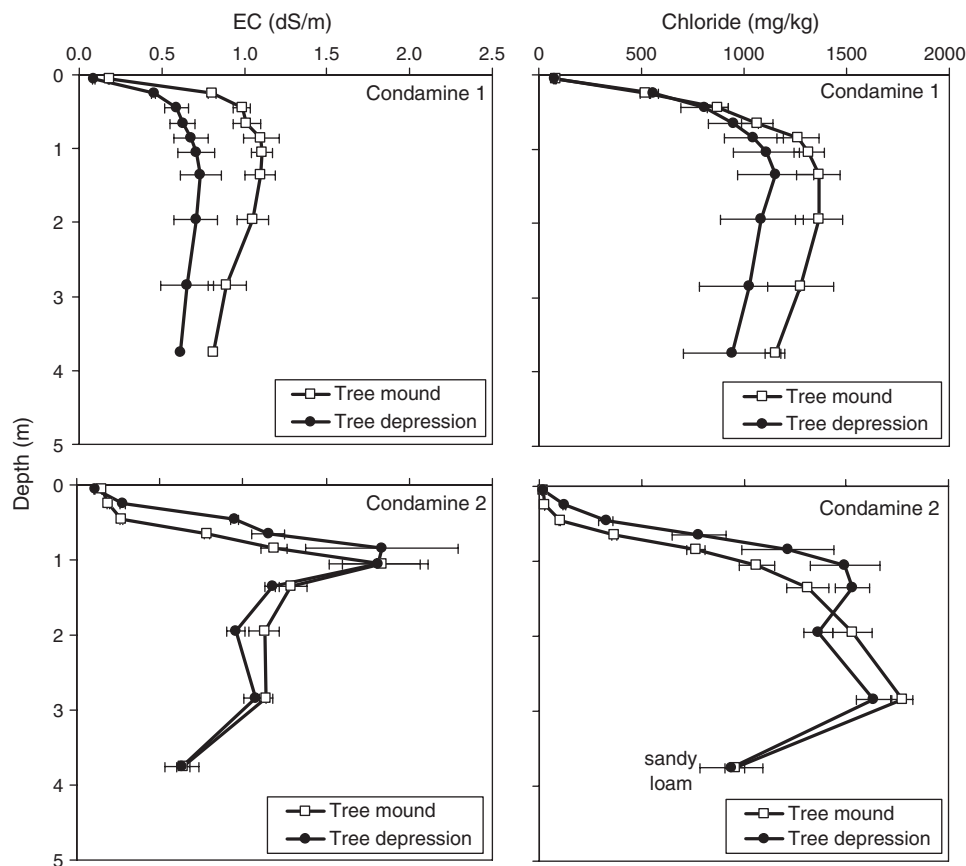 EC (dS/m)
Chloride (mg/kg)
0.0 0.5 1.0 1.5 2.0 2.5
0 500 1000 1500 2000
0
1
2
3
4
5
Condamine 1
Tree mound
Tree depression
Condamine 1
Tree mound
Tree depression
Depth (m)
0
1
2
3
4
5
Condamine 2
Tree mound
Tree depression
Condamine 2
sandy
loam
Tree mound
Tree depression